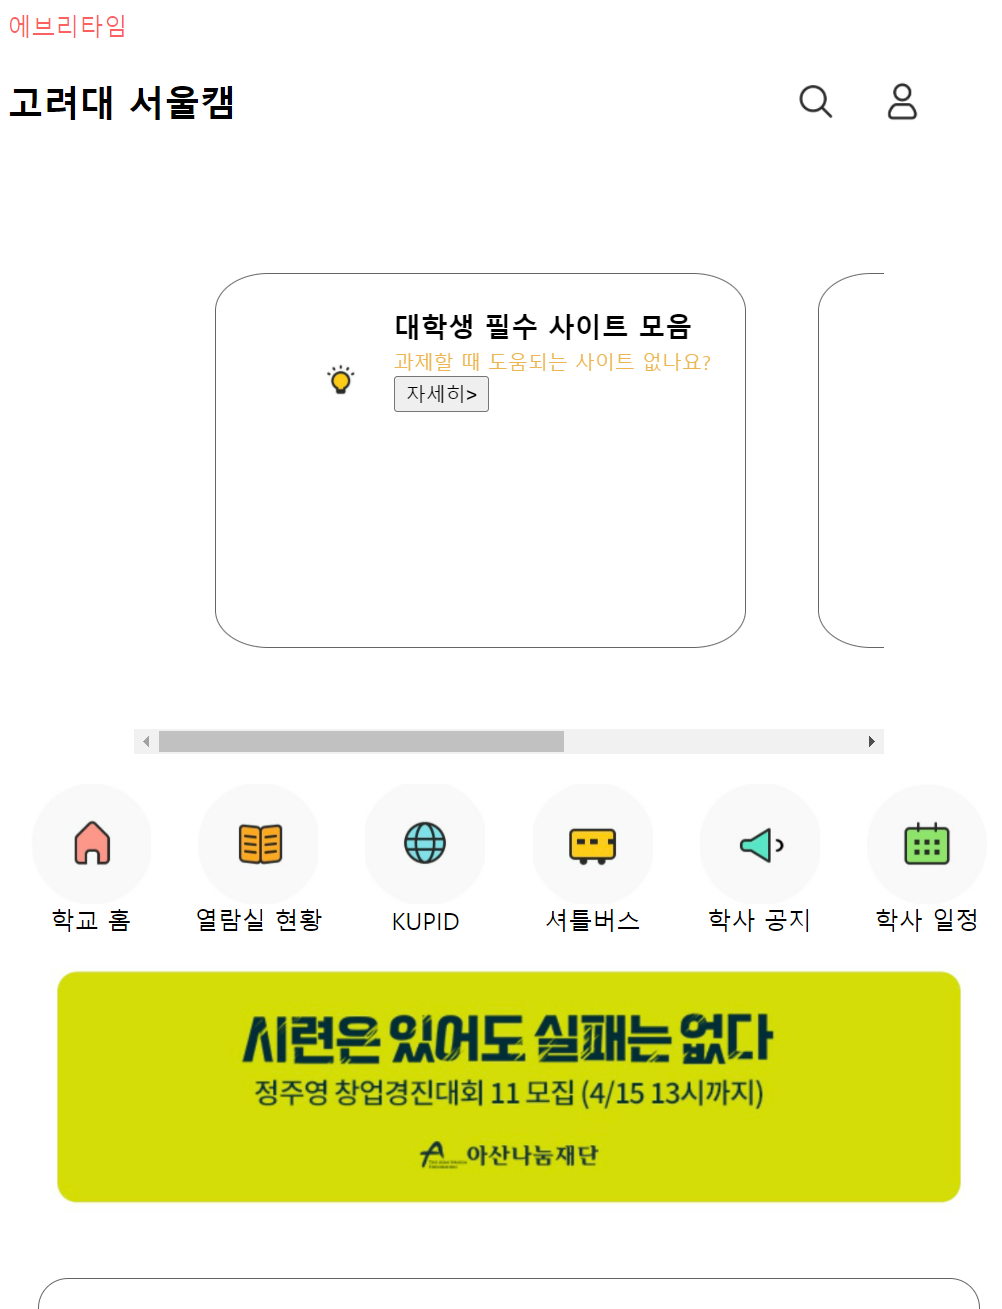 에브리타임
고려대 서울캠
대학생 필수 사이트 모음
과제할 때 도움되는 사이트 없나요?
자세히>
학교 홈
열람실 현황
KUPID
셔틀버스
학사 공지
학사 일정
시련은 있어도 실패는 없다
정주영 창업경진대회 11 모집 (4/15 13시까지)
아산나눔재단